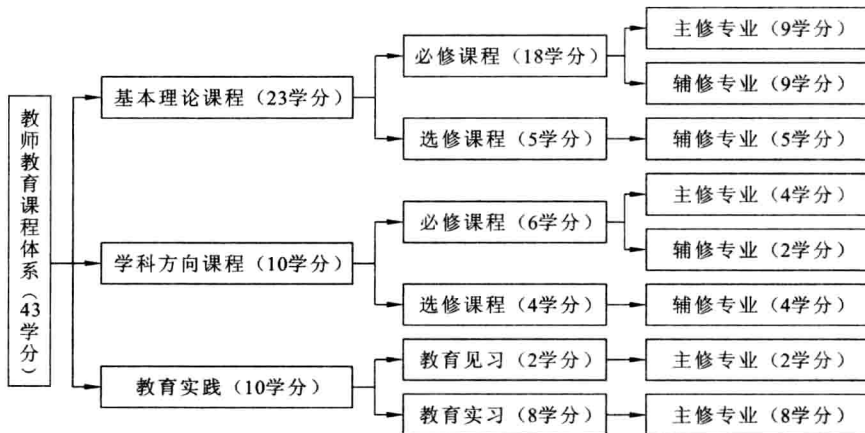 教师教育课程体系（43学分）
基本理论课程（23学分）
必修课程（18学分）
主修专业（9学分）
辅修专业（9学分）
选修课程（5学分）
辅修专业（5学分）
学科方向课程（10学分）
必修课程（6学分）
主修专业（4学分）
辅修专业（2学分）
选修课程（4学分）
辅修专业（4学分）
教育实践（10学分）
教育见习（2学分）
主修专业（2学分）
教育实习（8学分）
主修专业（8学分）